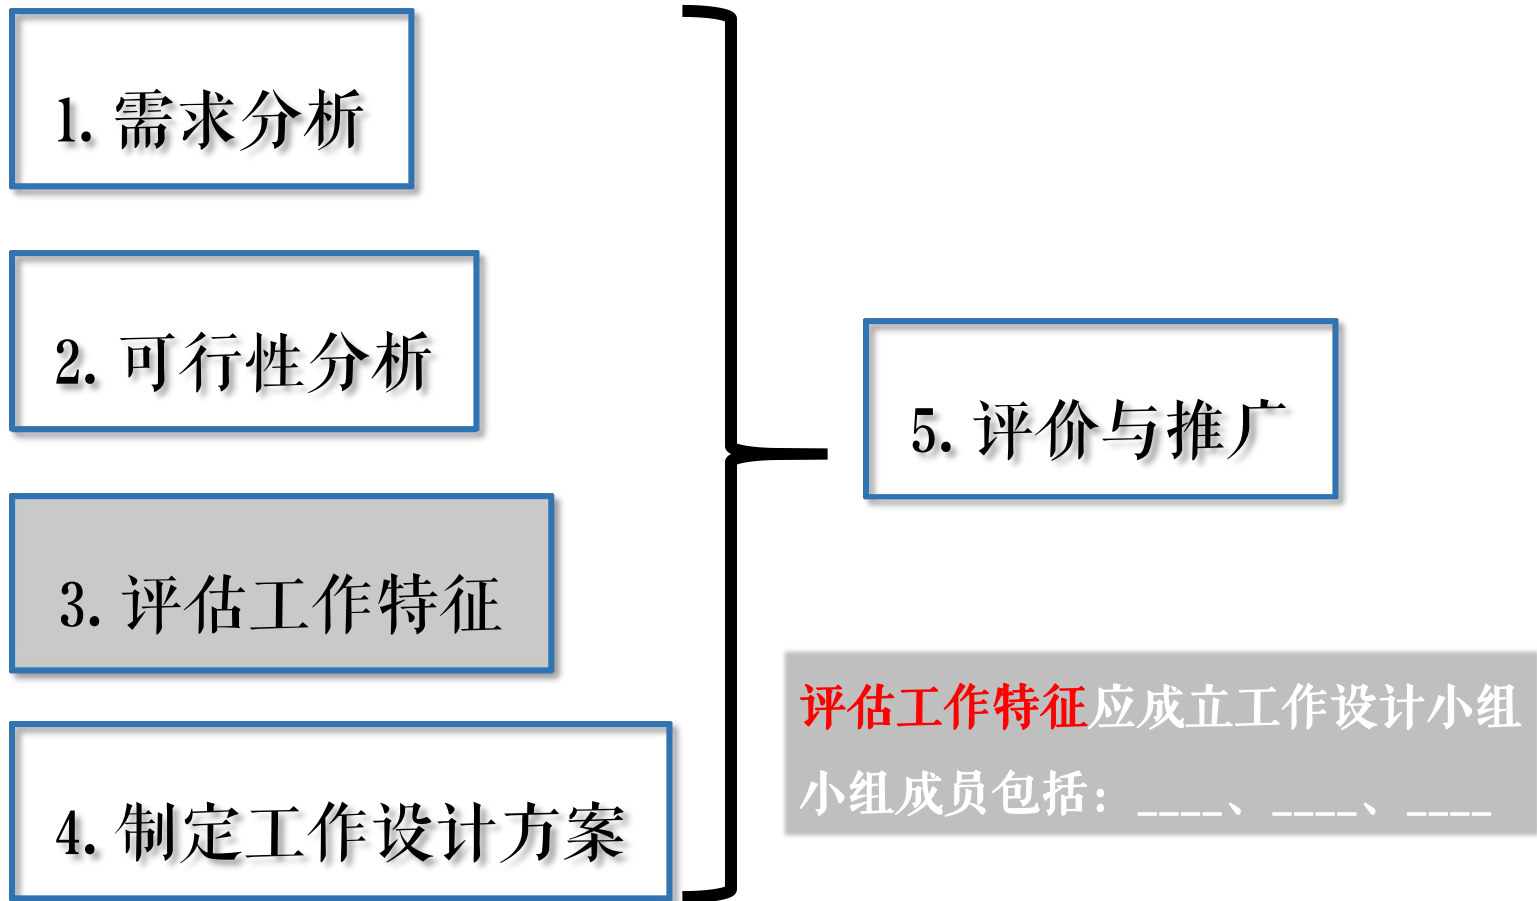 1. 需求分析
2. 可行性分析
3. 评估工作特征
4. 制定工作设计方案
5. 评价与推广
评估工作特征应成立工作设计小组
小组成员包括：____、____、____